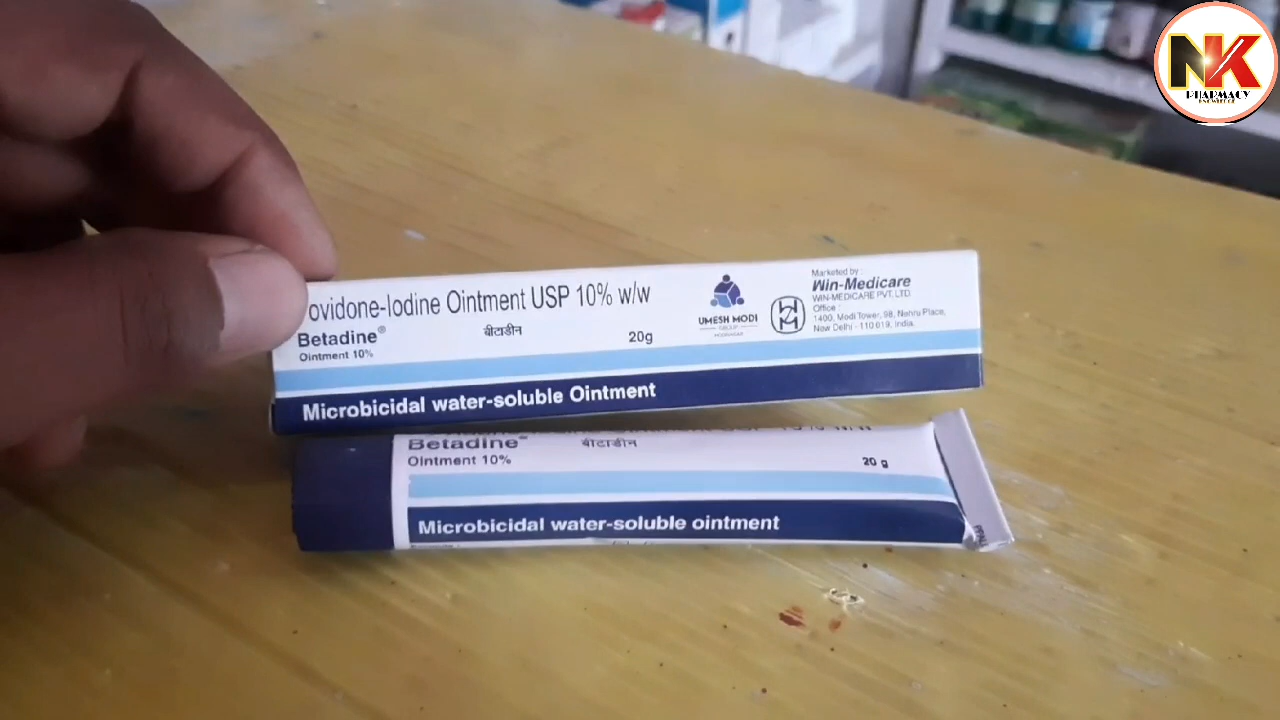 NK
PHARMACY
KNOWLEDGE
ovidone-Iodine Ointment USP 10% w/w
Betadine® बीटाडीन 20g
Ointment 10%
Microbicidal water-soluble Ointment
UMESH MODI
GROUP
Marketed by :
Win-Medicare
WIN-MEDICARE PVT. LTD.
Office :
1400, Modi Tower, 98, Nehru Place,
New Delhi - 110 019, India.
Betadine बीटाडीन
Ointment 10% 20 g
Microbicidal water-soluble ointment